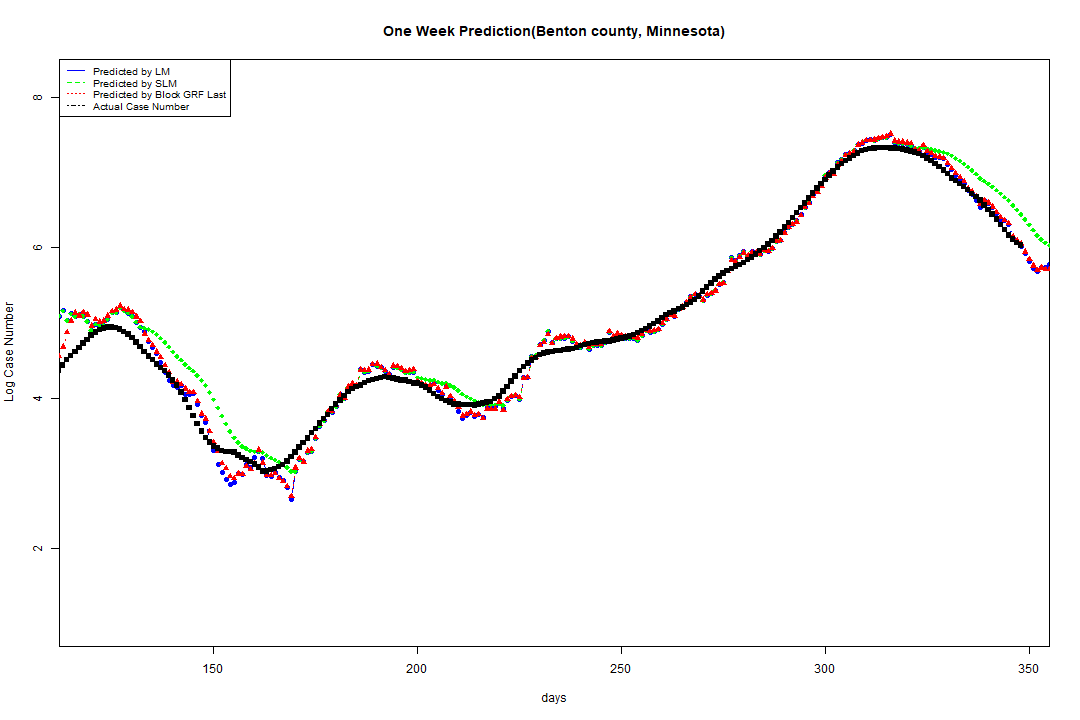 One Week Prediction(Benton county, Minnesota)
Predicted by LM
Predicted by SLM
Predicted by Block GRF Last
Actual Case Number
8
6
4
2
Log Case Number
150 200 250 300 350
days